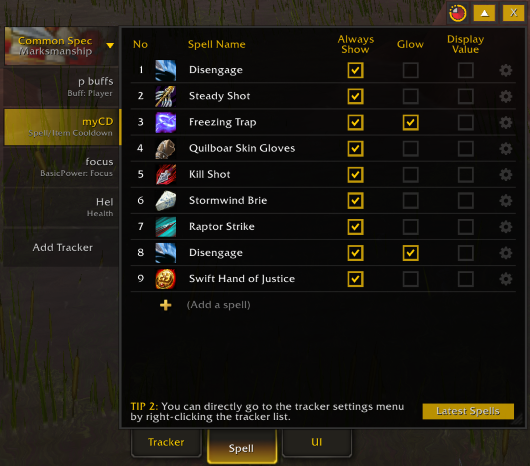 X
Common Spec
Marksmanship
No
Spell Name
Always
Show
Glow
Display
Value
p buffs
Buff: Player
myCD
Spell/Item Cooldown
focus
BasicPower: Focus
Hel
Health
Add Tracker
1 Disengage
2 Steady Shot
3 Freezing Trap
4 Quilboar Skin Gloves
5 Kill Shot
6 Stormwind Brie
7 Raptor Strike
8 Disengage
9 Swift Hand of Justice
(Add a spell)
TIP 2: You can directly go to the tracker settings menu
by right-clicking the tracker list.
Latest Spells
Tracker
Spell
UI